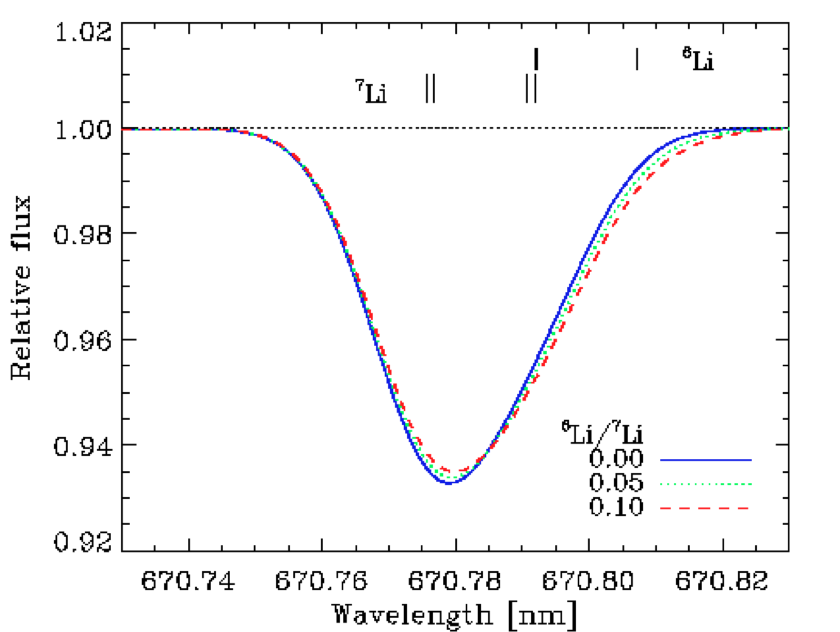 1.02
⁶Li
⁷Li
1.00
0.98
0.96
0.94
0.92
Relative flux
⁶Li/⁷Li
0.00
0.05
0.10
670.74 670.76 670.78 670.80 670.82
Wavelength [nm]